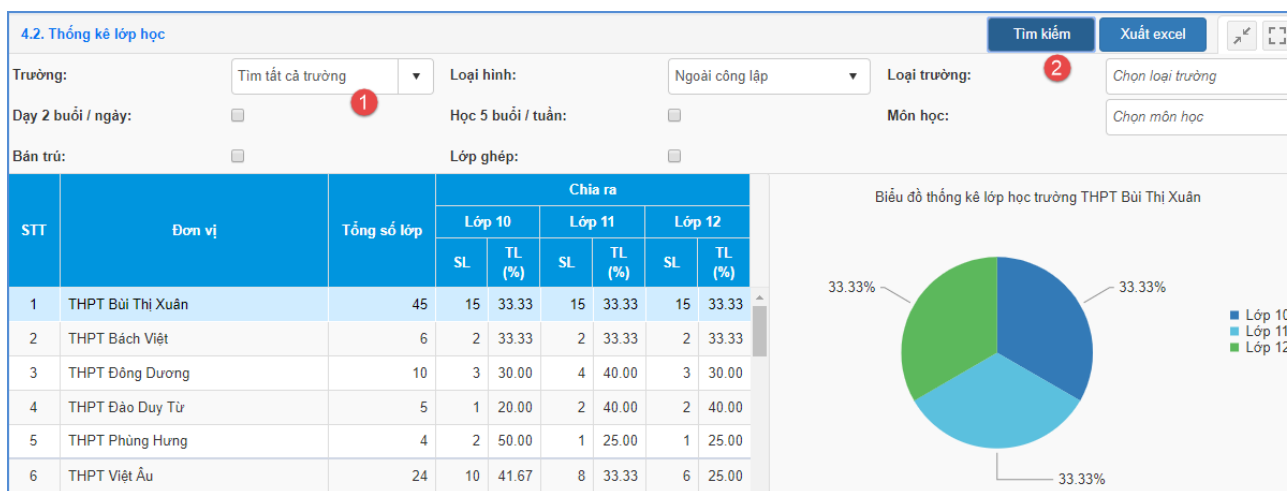 4.2. Thống kê lớp học Tìm kiếm Xuất excel
Trường: Tìm tất cả trường Loại hình: Ngoài công lập Loại trường: Chọn loại trường
1 2
Dạy 2 buổi / ngày: Học 5 buổi / tuần: Môn học: Chọn môn học
Bán trú: Lớp ghép:
STT Đơn vị Tổng số lớp Chia ra
Lớp 10 Lớp 11 Lớp 12
SL TL (%) SL TL (%) SL TL (%)
1 THPT Bùi Thị Xuân 45 15 33.33 15 33.33 15 33.33
2 THPT Bách Việt 6 2 33.33 2 33.33 2 33.33
3 THPT Đông Dương 10 3 30.00 4 40.00 3 30.00
4 THPT Đào Duy Từ 5 1 20.00 2 40.00 2 40.00
5 THPT Phùng Hưng 4 2 50.00 1 25.00 1 25.00
6 THPT Việt Âu 24 10 41.67 8 33.33 6 25.00
Biểu đồ thống kê lớp học trường THPT Bùi Thị Xuân
33.33% 33.33%
Lớp 10
Lớp 11
Lớp 12
33.33%